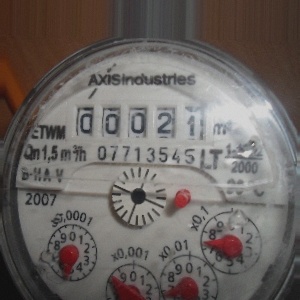 AXISindustries
00021 m³
ETWM
Qn 1,5 m³/h 07713545 LT
B-H A-V 2000
2007
x0,0001 x0,1
x0,001 x0,01